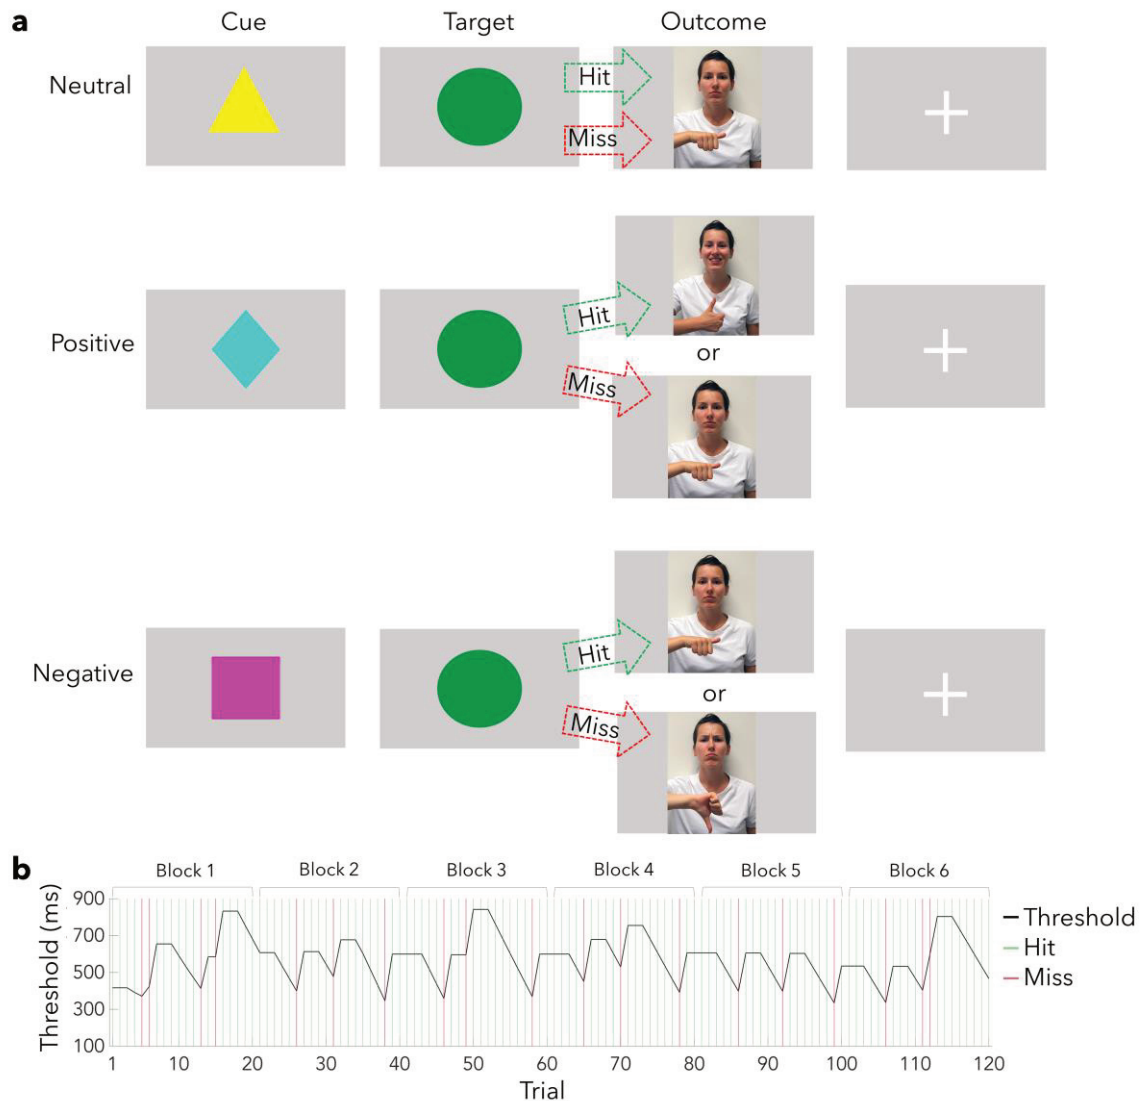 a
Cue Target Outcome
Neutral
Hit
Miss
Positive
Hit
or
Miss
Negative
Hit
or
Miss
b
Block 1 Block 2 Block 3 Block 4 Block 5 Block 6
Threshold (ms)
900
700
500
300
100
1 10 20 30 40 50 60 70 80 90 100 110 120
Trial
Threshold
Hit
Miss